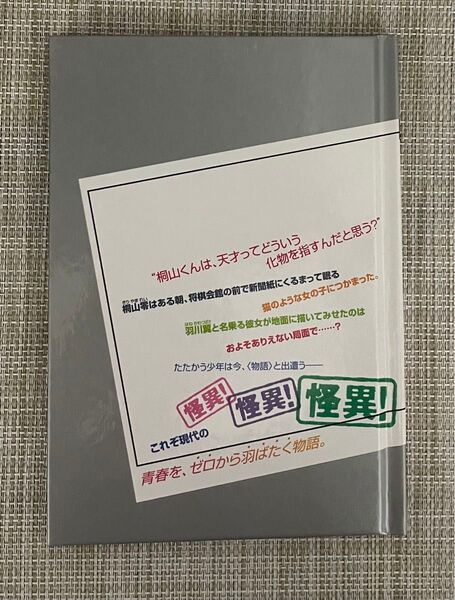 “桐山くんは、天才ってどういう
化物を指すんだと思う？”
桐山零はある朝、将棋会館の前で新聞紙にくるまって眠る
猫のような女の子につかまった。
羽川翼と名乗る彼女が地面に描いてみせたのは
およそありえない局面で……？
たたかう少年は今、〈物語〉と出遭う──
怪異！ 怪異！ 怪異！
これぞ現代の
青春を、ゼロから羽ばたく物語。